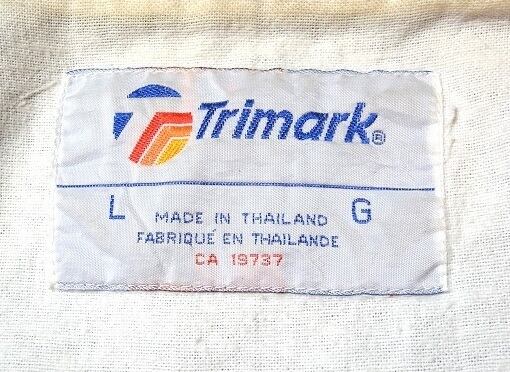 Trimark®
L G
MADE IN THAILAND
FABRIQUÉ EN THAILANDE
CA 19737